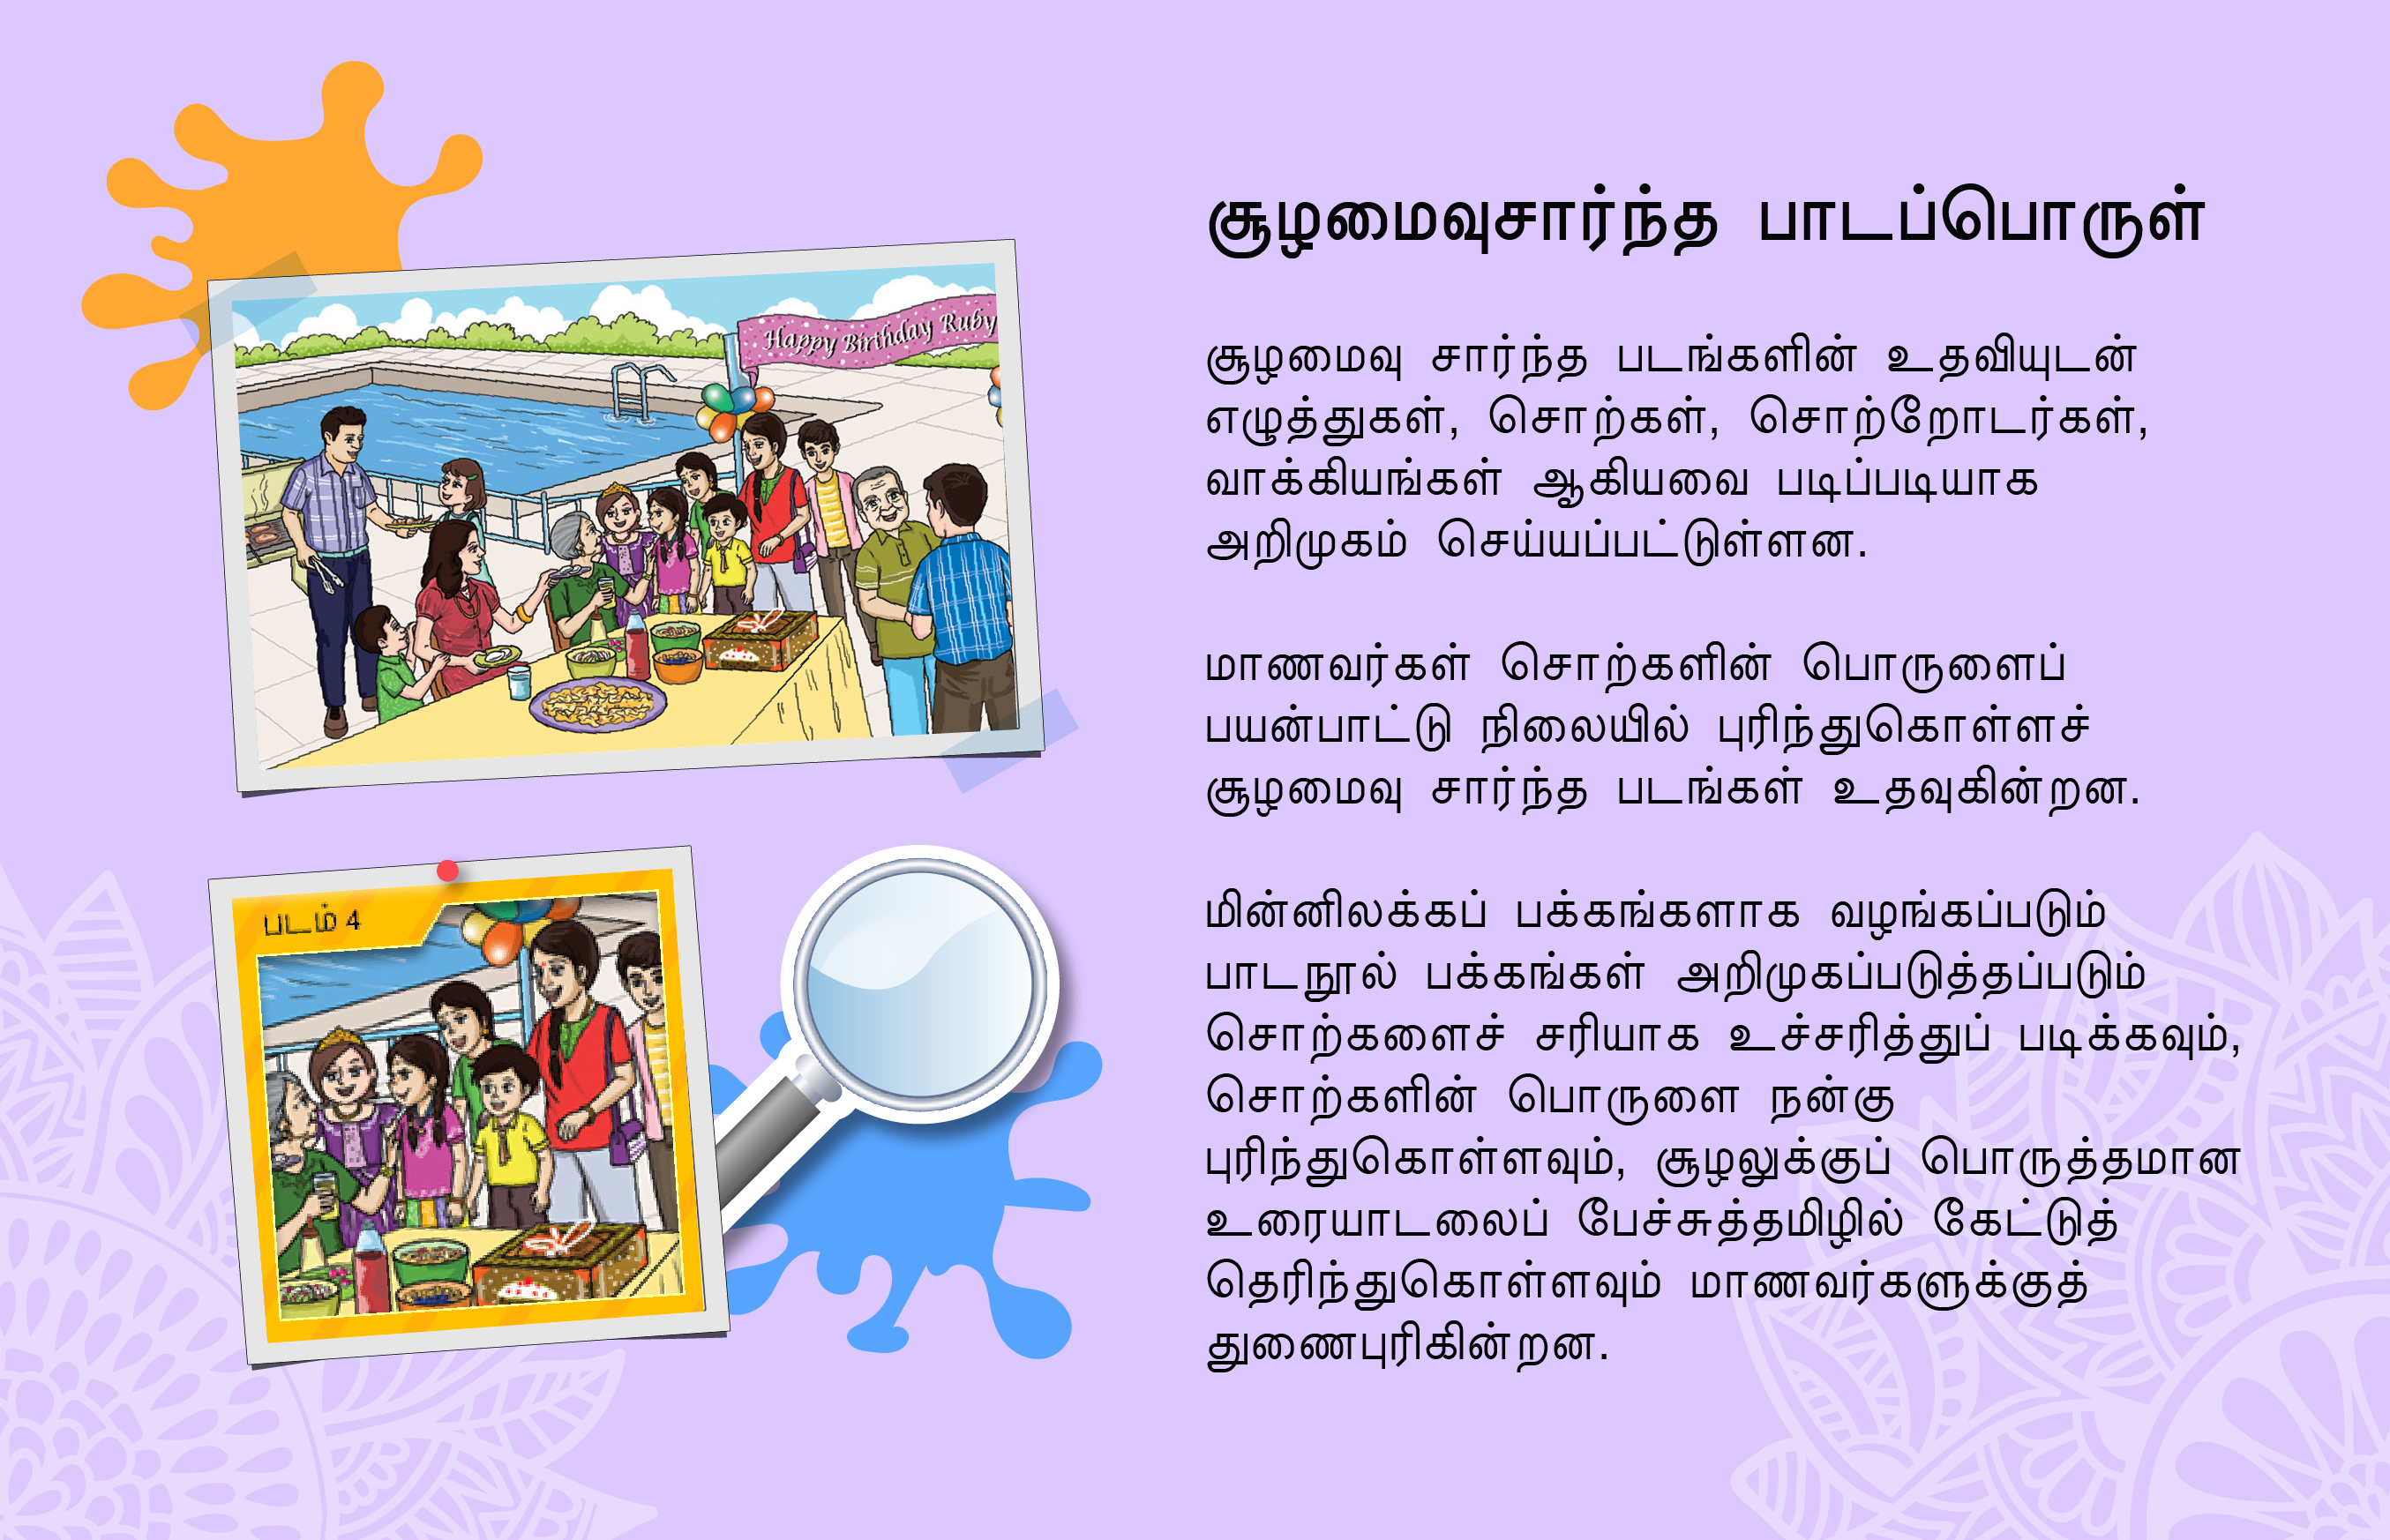 Happy Birthday Ruby
படம் 4
சூழமைவுசார்ந்த பாடப்பொருள்
சூழமைவு சார்ந்த படங்களின் உதவியுடன்
எழுத்துகள், சொற்கள், சொற்றோடர்கள்,
வாக்கியங்கள் ஆகியவை படிப்படியாக
அறிமுகம் செய்யப்பட்டுள்ளன.
மாணவர்கள் சொற்களின் பொருளைப்
பயன்பாட்டு நிலையில் புரிந்துகொள்ளச்
சூழமைவு சார்ந்த படங்கள் உதவுகின்றன.
மின்னிலக்கப் பக்கங்களாக வழங்கப்படும்
பாடநூல் பக்கங்கள் அறிமுகப்படுத்தப்படும்
சொற்களைச் சரியாக உச்சரித்துப் படிக்கவும்,
சொற்களின் பொருளை நன்கு
புரிந்துகொள்ளவும், சூழலுக்குப் பொருத்தமான
உரையாடலைப் பேச்சுத்தமிழில் கேட்டுத்
தெரிந்துகொள்ளவும் மாணவர்களுக்குத்
துணைபுரிகின்றன.